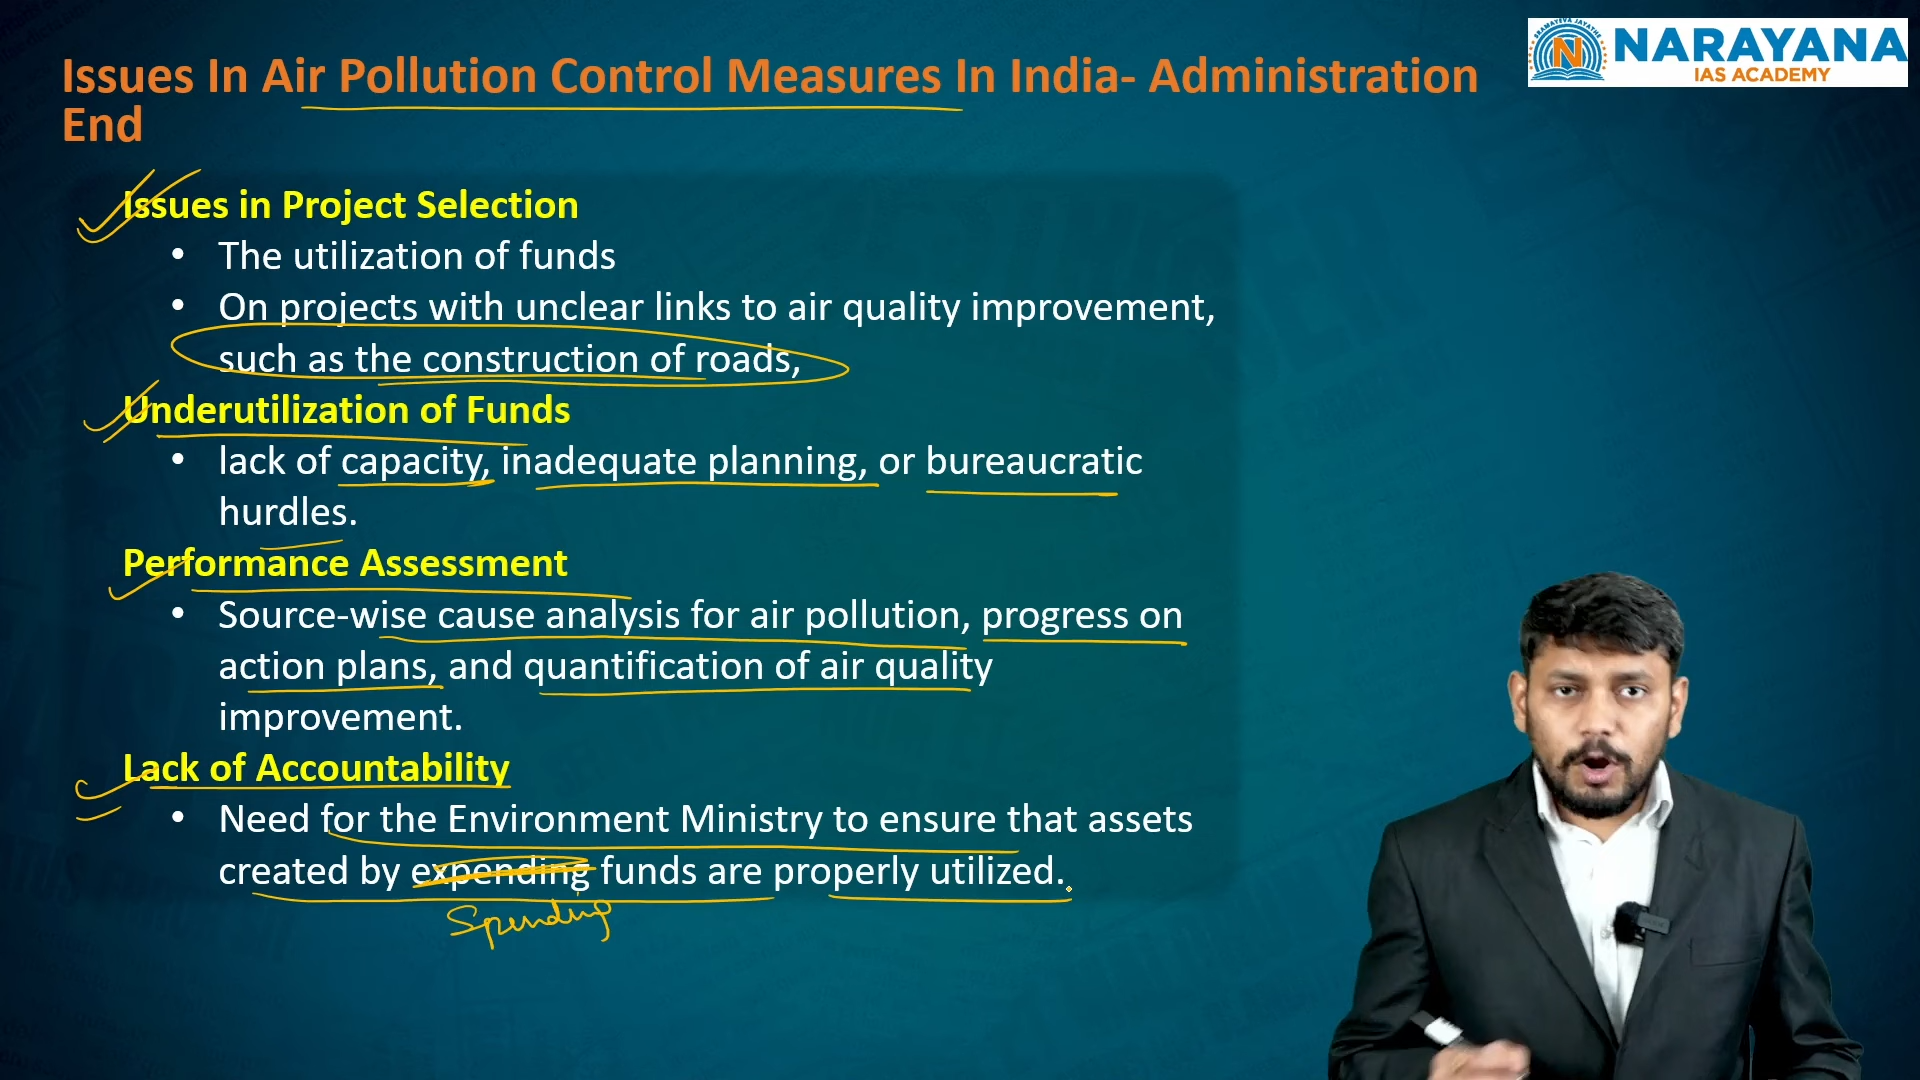 Issues In Air Pollution Control Measures In India- Administration
End
NARAYANA
IAS ACADEMY
Issues in Project Selection
• The utilization of funds
• On projects with unclear links to air quality improvement,
such as the construction of roads,
Underutilization of Funds
• lack of capacity, inadequate planning, or bureaucratic
hurdles.
Performance Assessment
• Source-wise cause analysis for air pollution, progress on
action plans, and quantification of air quality
improvement.
Lack of Accountability
• Need for the Environment Ministry to ensure that assets
created by expending funds are properly utilized.
Spending